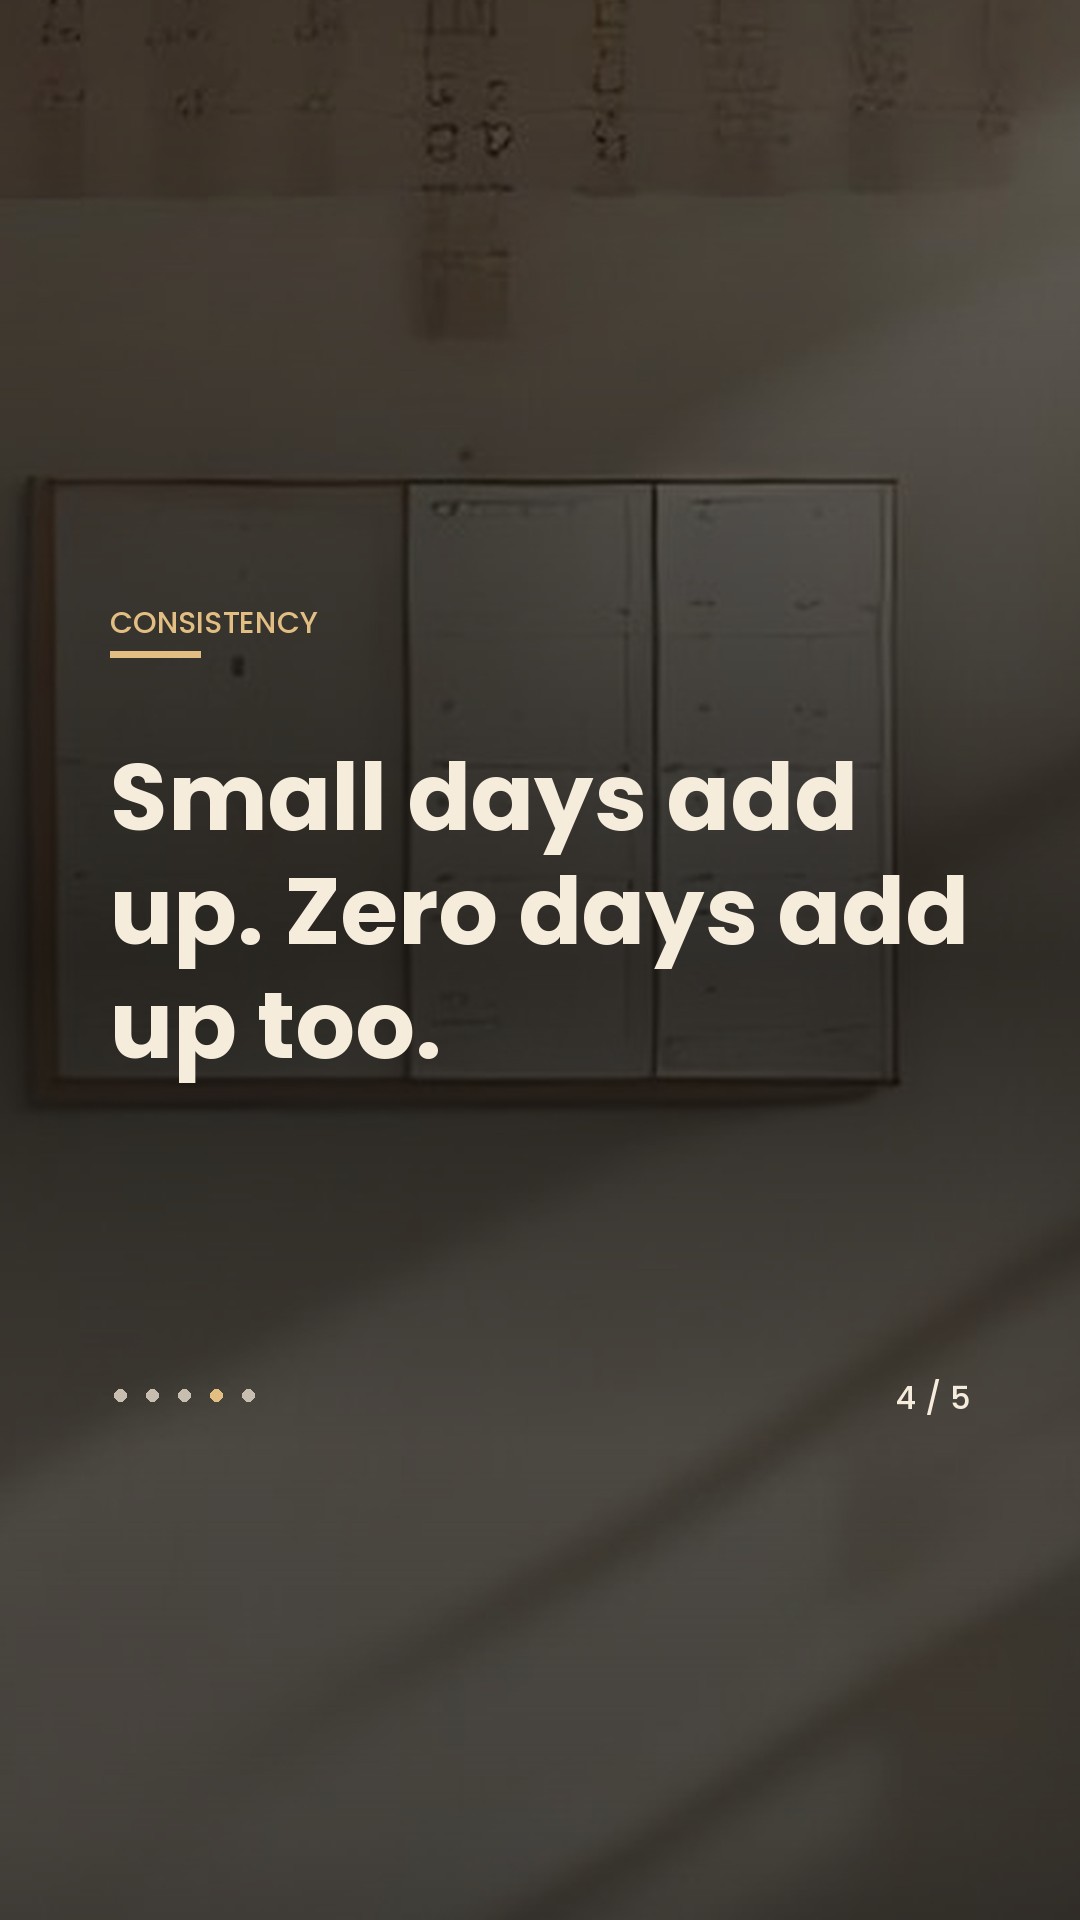 CONSISTENCY
Small days add
up. Zero days add
up too.
4 / 5